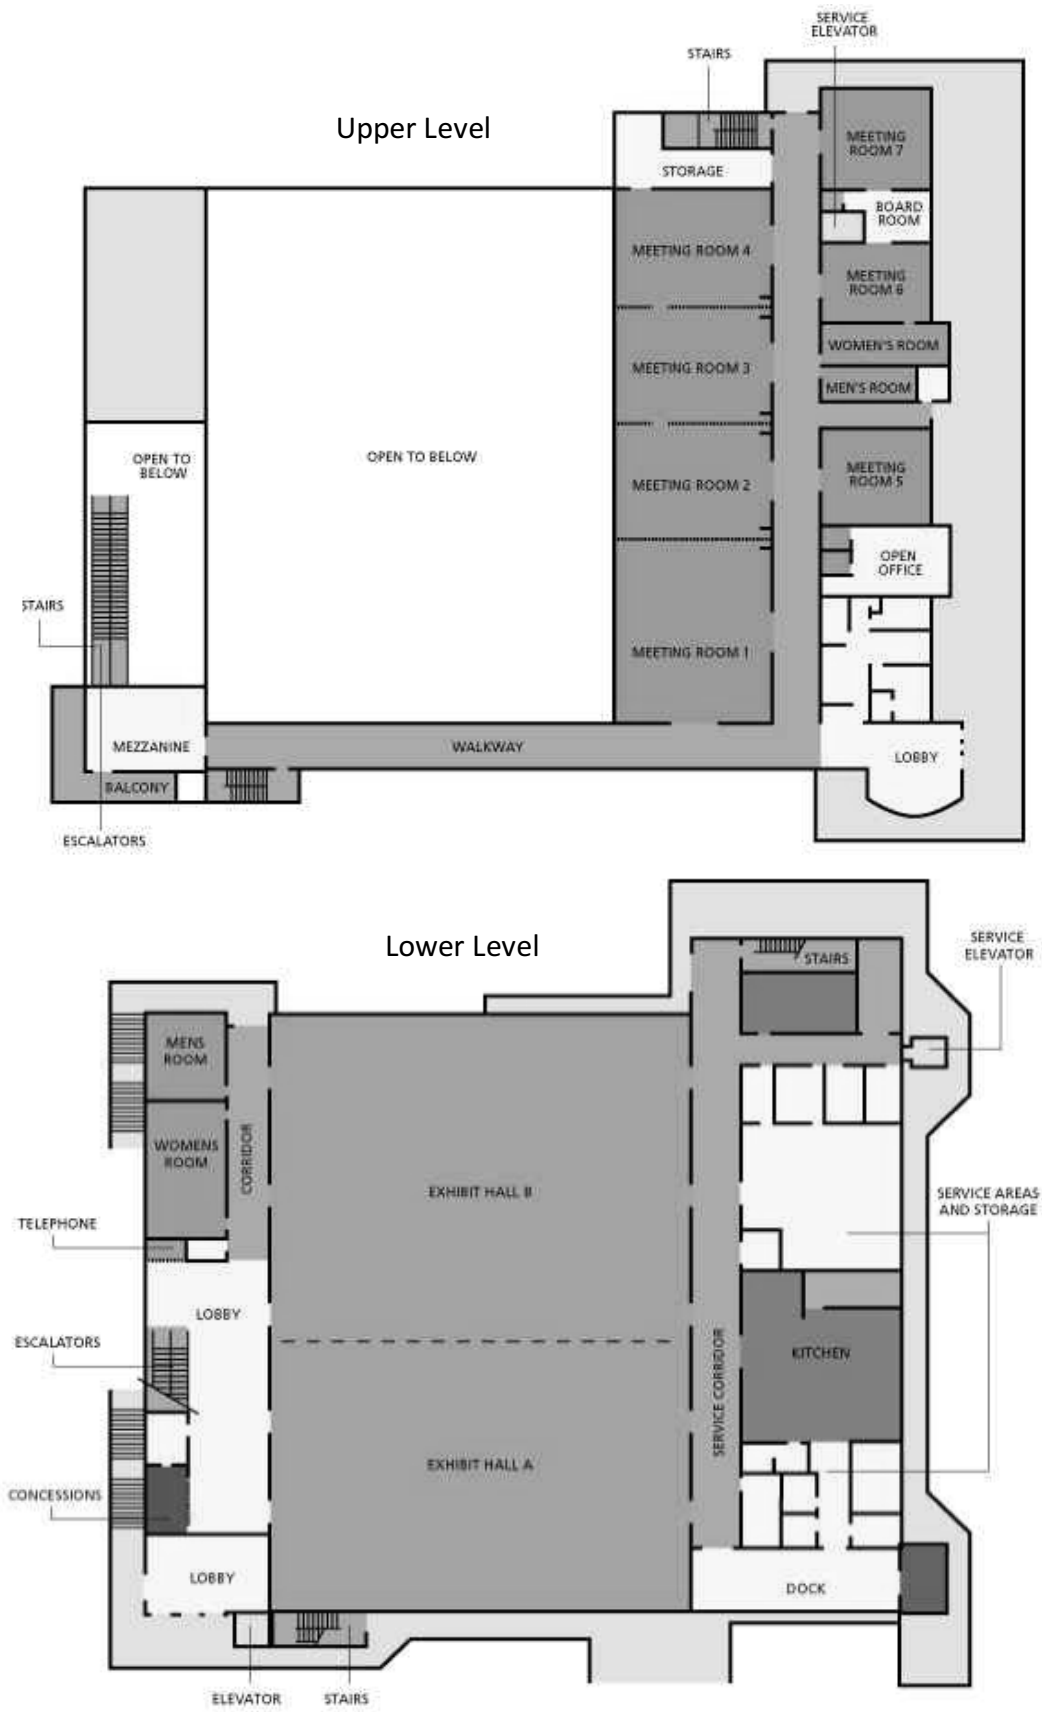 SERVICE
ELEVATOR
STAIRS
Upper Level
MEETING
ROOM 7
STORAGE
BOARD
ROOM
MEETING ROOM 4
MEETING
ROOM 6
WOMEN'S ROOM
MEETING ROOM 3
MEN'S ROOM
OPEN TO
BELOW
OPEN TO BELOW
MEETING
ROOM 5
MEETING ROOM 2
OPEN
OFFICE
STAIRS
MEETING ROOM 1
MEZZANINE
WALKWAY
LOBBY
BALCONY
ESCALATORS
Lower Level
SERVICE
ELEVATOR
STAIRS
MENS
ROOM
WOMENS
ROOM
CORRIDOR
EXHIBIT HALL B
SERVICE AREAS
AND STORAGE
TELEPHONE
LOBBY
ESCALATORS
KITCHEN
SERVICE CORRIDOR
EXHIBIT HALL A
CONCESSIONS
LOBBY
DOCK
ELEVATOR
STAIRS